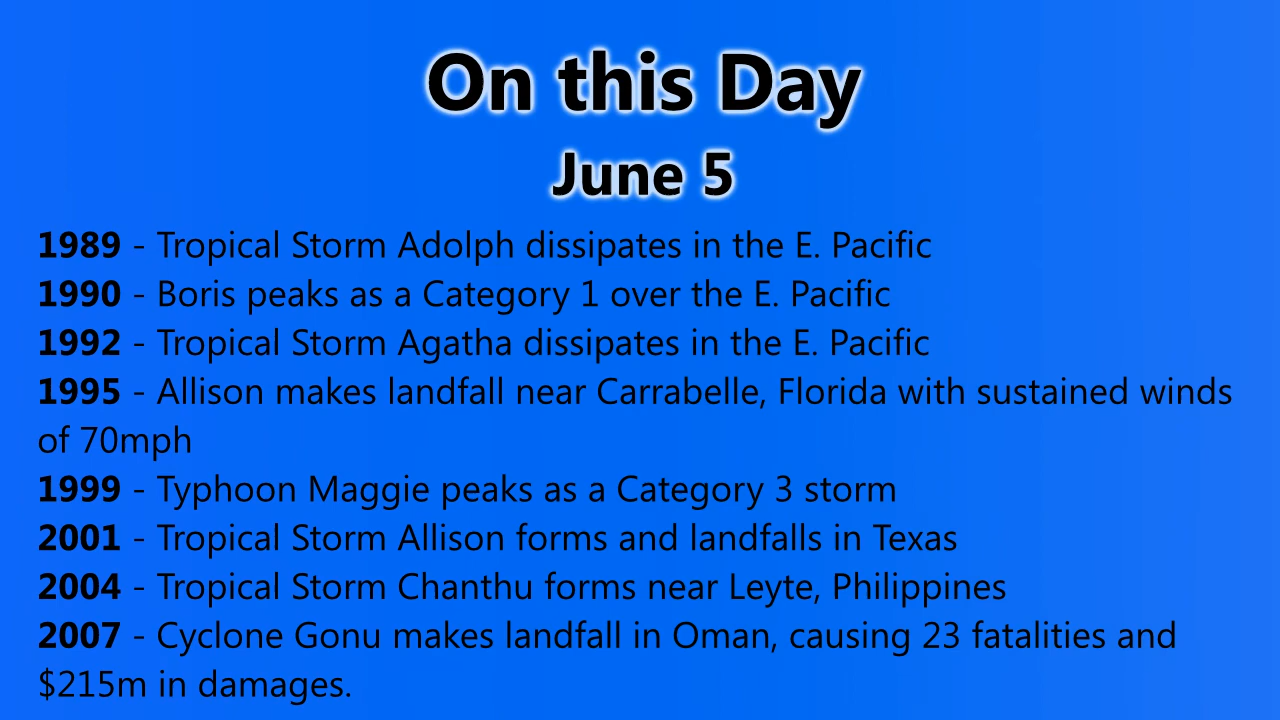 On this Day
June 5
1989 - Tropical Storm Adolph dissipates in the E. Pacific
1990 - Boris peaks as a Category 1 over the E. Pacific
1992 - Tropical Storm Agatha dissipates in the E. Pacific
1995 - Allison makes landfall near Carrabelle, Florida with sustained winds
of 70mph
1999 - Typhoon Maggie peaks as a Category 3 storm
2001 - Tropical Storm Allison forms and landfalls in Texas
2004 - Tropical Storm Chanthu forms near Leyte, Philippines
2007 - Cyclone Gonu makes landfall in Oman, causing 23 fatalities and
$215m in damages.